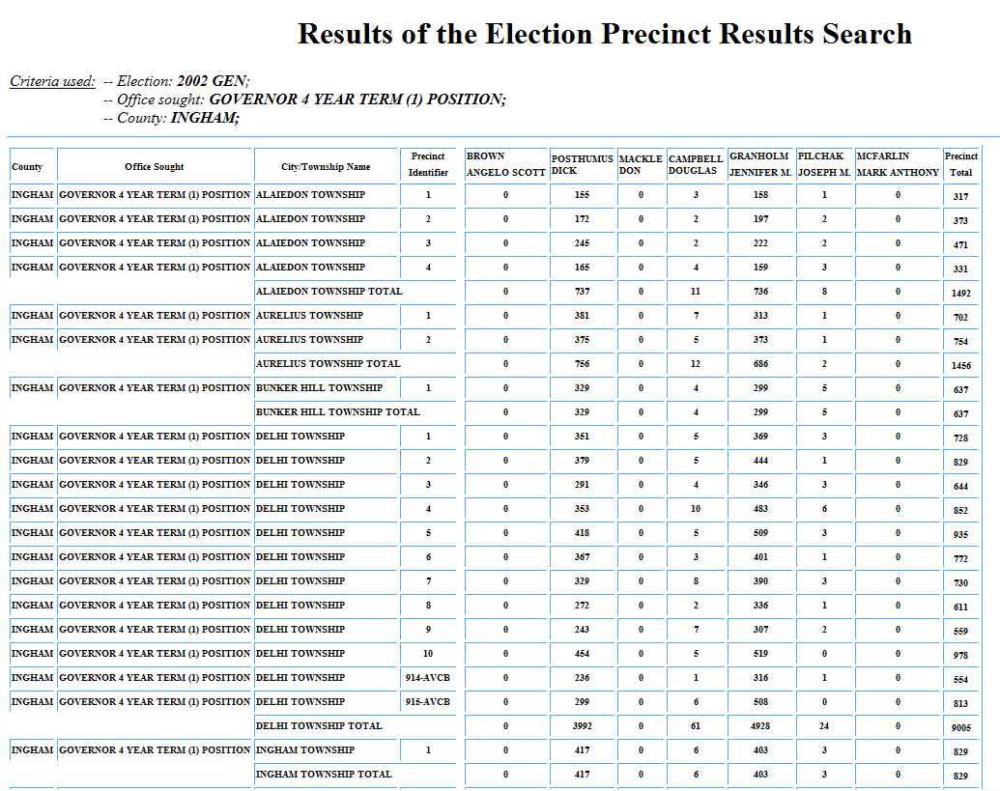 Results of the Election Precinct Results Search
Criteria used: -- Election: 2002 GEN;
-- Office sought: GOVERNOR 4 YEAR TERM (1) POSITION;
-- County: INGHAM;
County Office Sought City/Township Name Precinct Identifier BROWN ANGELO SCOTT POSTHUMUS DICK MACKLE DON CAMPBELL DOUGLAS GRANHOLM JENNIFER M. PILCHAK JOSEPH M. MCFARLIN MARK ANTHONY Precinct Total
INGHAM GOVERNOR 4 YEAR TERM (1) POSITION ALAIEDON TOWNSHIP 1 0 155 0 3 158 1 0 317
INGHAM GOVERNOR 4 YEAR TERM (1) POSITION ALAIEDON TOWNSHIP 2 0 172 0 2 197 2 0 373
INGHAM GOVERNOR 4 YEAR TERM (1) POSITION ALAIEDON TOWNSHIP 3 0 245 0 2 222 2 0 471
INGHAM GOVERNOR 4 YEAR TERM (1) POSITION ALAIEDON TOWNSHIP 4 0 165 0 4 159 3 0 331
ALAIEDON TOWNSHIP TOTAL 0 737 0 11 736 8 0 1492
INGHAM GOVERNOR 4 YEAR TERM (1) POSITION AURELIUS TOWNSHIP 1 0 381 0 7 313 1 0 702
INGHAM GOVERNOR 4 YEAR TERM (1) POSITION AURELIUS TOWNSHIP 2 0 375 0 5 373 1 0 754
AURELIUS TOWNSHIP TOTAL 0 756 0 12 686 2 0 1456
INGHAM GOVERNOR 4 YEAR TERM (1) POSITION BUNKER HILL TOWNSHIP 1 0 329 0 4 299 5 0 637
BUNKER HILL TOWNSHIP TOTAL 0 329 0 4 299 5 0 637
INGHAM GOVERNOR 4 YEAR TERM (1) POSITION DELHI TOWNSHIP 1 0 351 0 5 369 3 0 728
INGHAM GOVERNOR 4 YEAR TERM (1) POSITION DELHI TOWNSHIP 2 0 379 0 5 444 1 0 829
INGHAM GOVERNOR 4 YEAR TERM (1) POSITION DELHI TOWNSHIP 3 0 291 0 4 346 3 0 644
INGHAM GOVERNOR 4 YEAR TERM (1) POSITION DELHI TOWNSHIP 4 0 353 0 10 483 6 0 852
INGHAM GOVERNOR 4 YEAR TERM (1) POSITION DELHI TOWNSHIP 5 0 418 0 5 509 3 0 935
INGHAM GOVERNOR 4 YEAR TERM (1) POSITION DELHI TOWNSHIP 6 0 367 0 3 401 1 0 772
INGHAM GOVERNOR 4 YEAR TERM (1) POSITION DELHI TOWNSHIP 7 0 329 0 8 390 3 0 730
INGHAM GOVERNOR 4 YEAR TERM (1) POSITION DELHI TOWNSHIP 8 0 272 0 2 336 1 0 611
INGHAM GOVERNOR 4 YEAR TERM (1) POSITION DELHI TOWNSHIP 9 0 243 0 7 307 2 0 559
INGHAM GOVERNOR 4 YEAR TERM (1) POSITION DELHI TOWNSHIP 10 0 454 0 5 519 0 0 978
INGHAM GOVERNOR 4 YEAR TERM (1) POSITION DELHI TOWNSHIP 914-AVCB 0 236 0 1 316 1 0 554
INGHAM GOVERNOR 4 YEAR TERM (1) POSITION DELHI TOWNSHIP 915-AVCB 0 299 0 6 508 0 0 813
DELHI TOWNSHIP TOTAL 0 3992 0 61 4928 24 0 9005
INGHAM GOVERNOR 4 YEAR TERM (1) POSITION INGHAM TOWNSHIP 1 0 417 0 6 403 3 0 829
INGHAM TOWNSHIP TOTAL 0 417 0 6 403 3 0 829